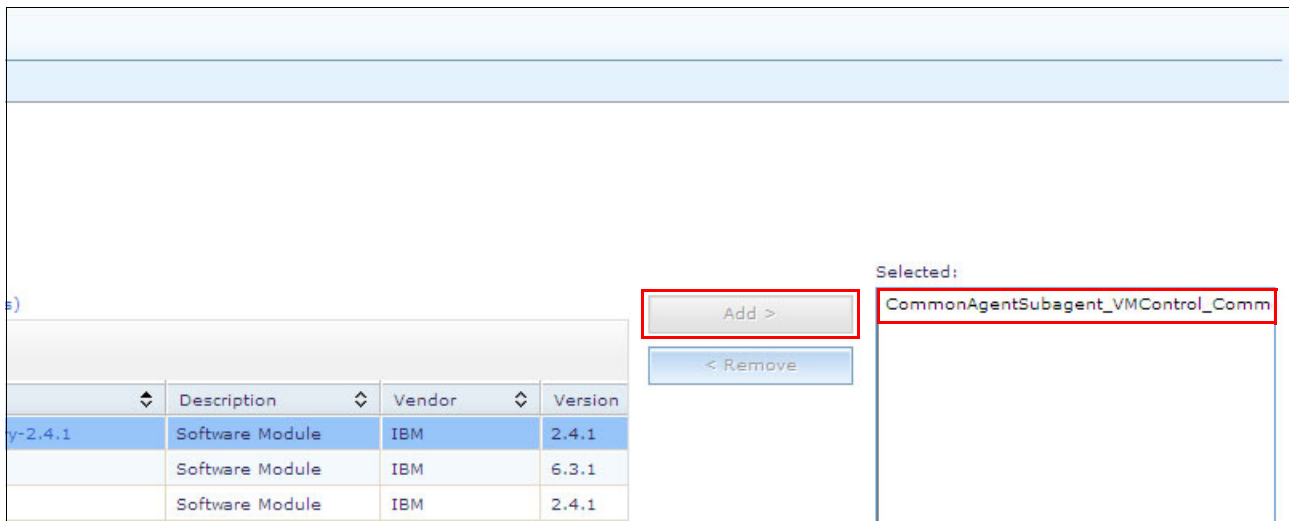 Selected:
s)
Add >
CommonAgentSubagent_VMControl_Comm
< Remove
Description Vendor Version
y-2.4.1 Software Module IBM 2.4.1
Software Module IBM 6.3.1
Software Module IBM 2.4.1